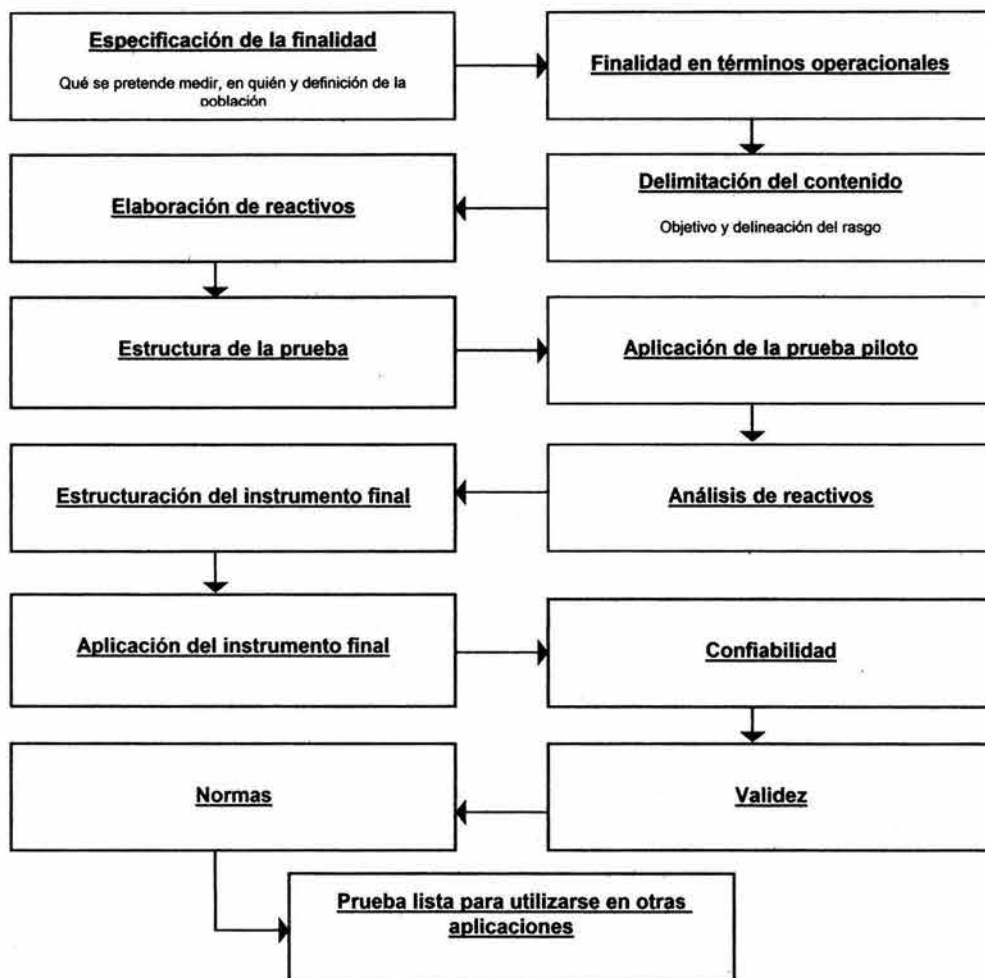 Especificación de la finalidad
Qué se pretende medir, en quién y definición de la
población
Finalidad en términos operacionales
Delimitación del contenido
Objetivo y delineación del rasgo
Elaboración de reactivos
Estructura de la prueba
Aplicación de la prueba piloto
Análisis de reactivos
Estructuración del instrumento final
Aplicación del instrumento final
Confiabilidad
Validez
Normas
Prueba lista para utilizarse en otras
aplicaciones